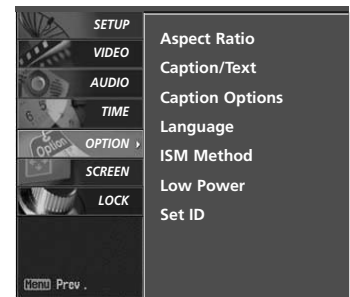 SETUP
VIDEO
AUDIO
TIME
OPTION
SCREEN
LOCK
Menu Prev.
Aspect Ratio
Caption/Text
Caption Options
Language
ISM Method
Low Power
Set ID